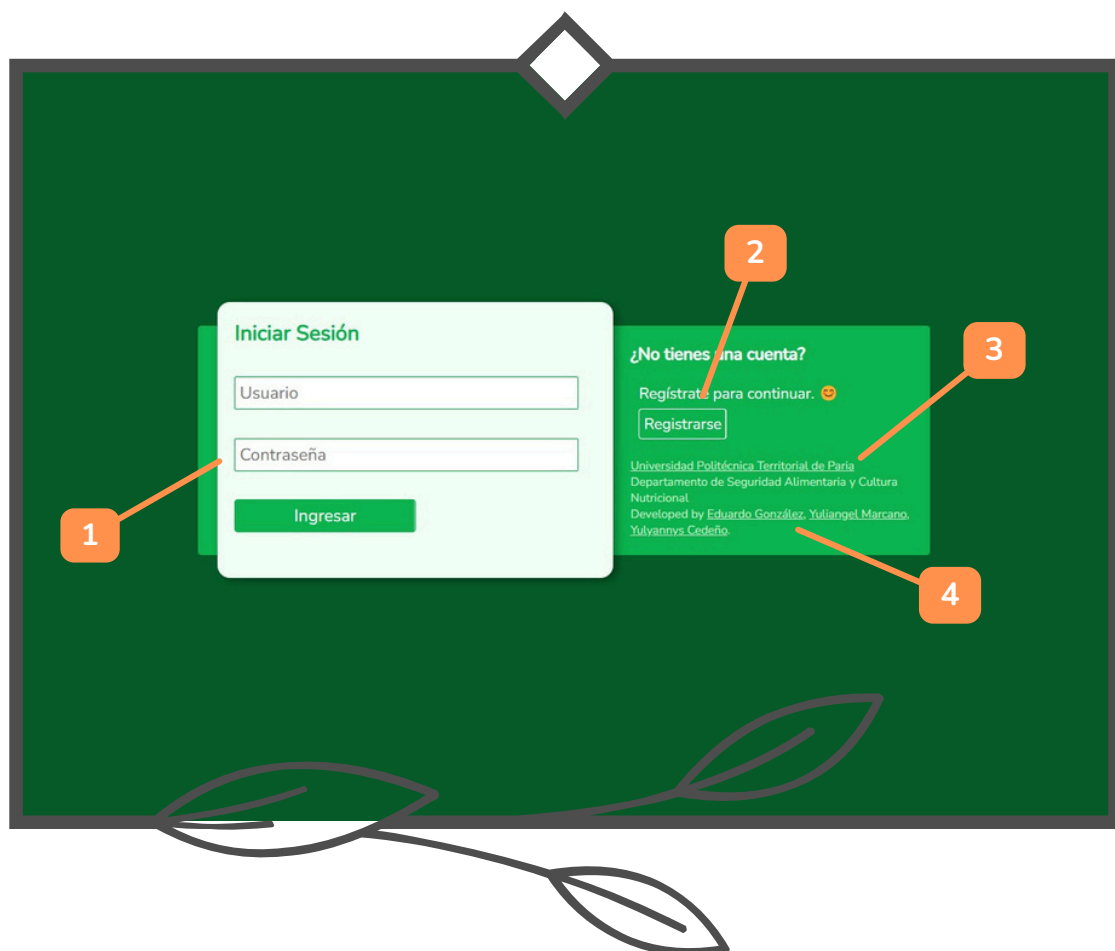 2
Iniciar Sesión
Usuario
Contraseña
Ingresar
1
¿No tienes una cuenta?
Regístrate para continuar. 😊
Registrarse
3
Universidad Politécnica Territorial de Paria
Departamento de Seguridad Alimentaria y Cultura
Nutricional
Developed by Eduardo González, Yuliangel Marcano,
Yulyannys Cedeño.
4